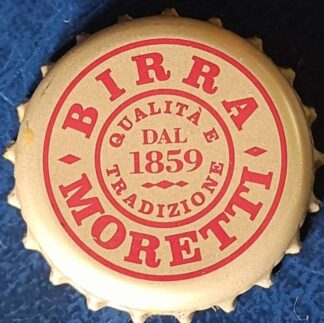 BIRRA
MORETTI
QUALITÀ E
DAL
1859
TRADIZIONE